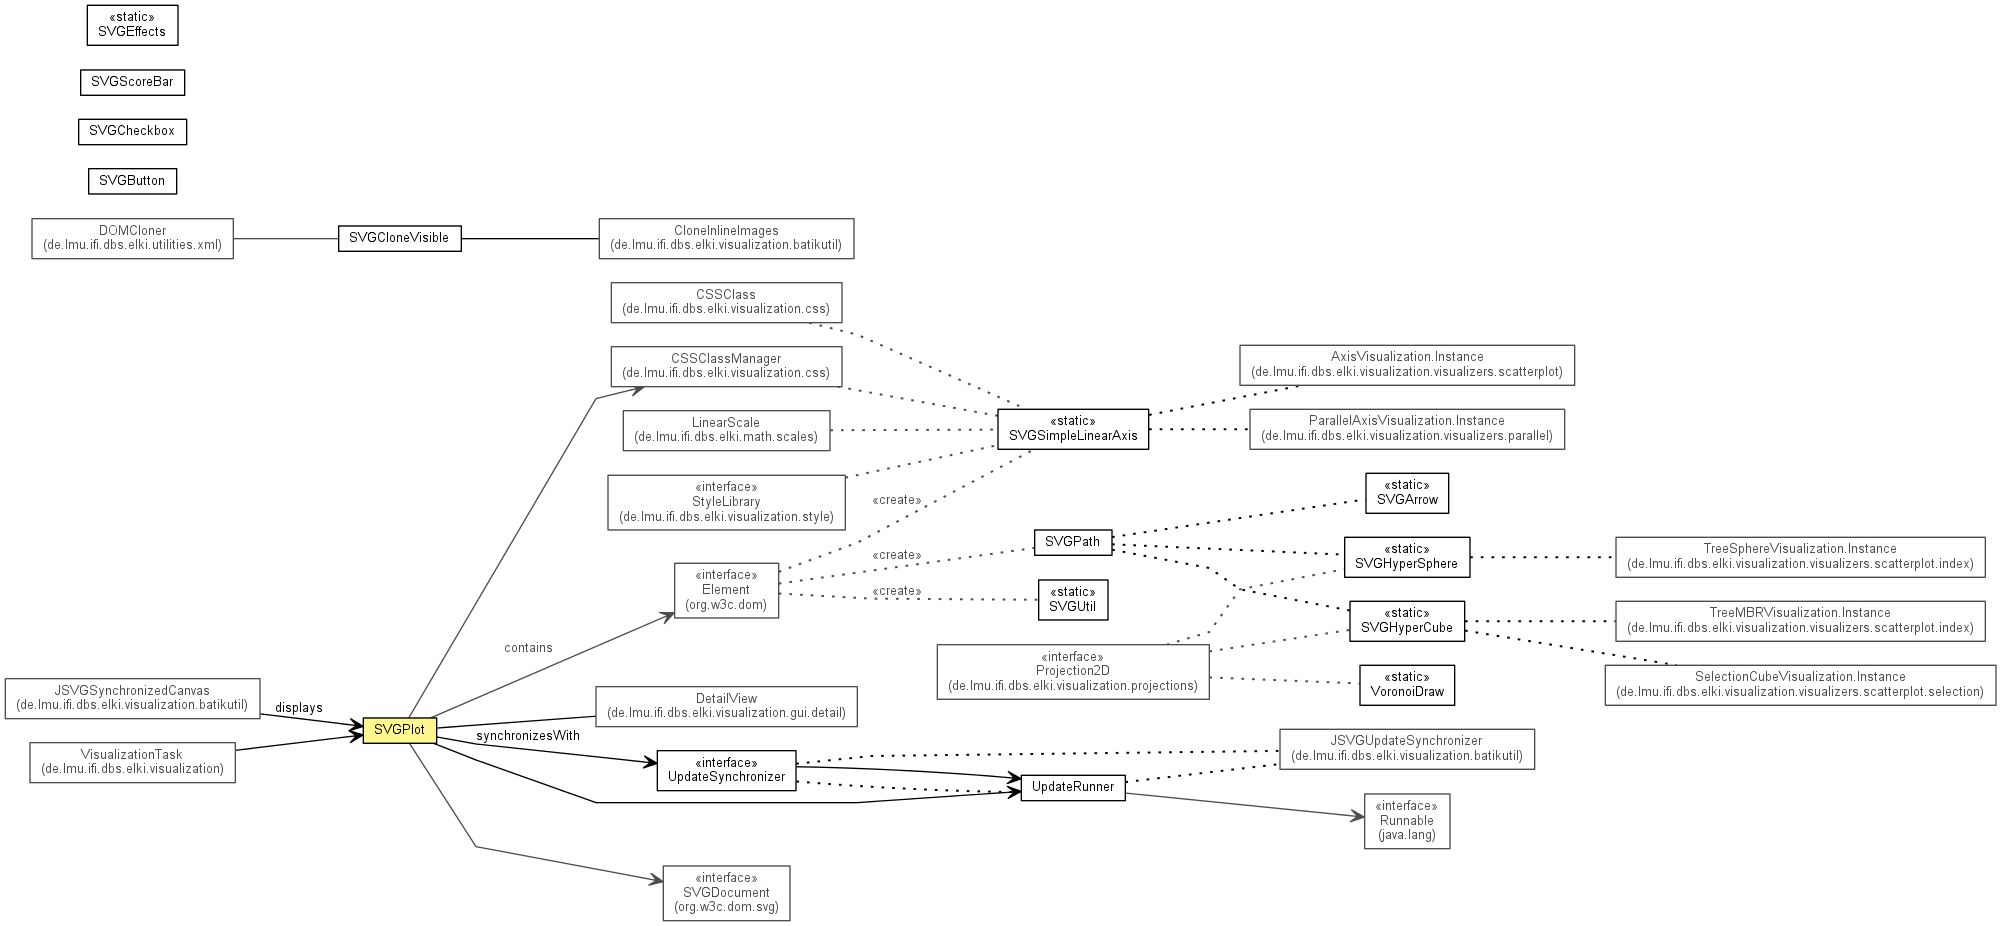 «static»
SVGEffects
SVGScoreBar
SVGCheckbox
SVGButton
DOMCloner
(de.lmu.ifi.dbs.elki.utilities.xml)
SVGCloneVisible
CloneInlineImages
(de.lmu.ifi.dbs.elki.visualization.batikutil)
CSSClass
(de.lmu.ifi.dbs.elki.visualization.css)
CSSClassManager
(de.lmu.ifi.dbs.elki.visualization.css)
AxisVisualization.Instance
(de.lmu.ifi.dbs.elki.visualization.visualizers.scatterplot)
LinearScale
(de.lmu.ifi.dbs.elki.math.scales)
«static»
SVGSimpleLinearAxis
ParallelAxisVisualization.Instance
(de.lmu.ifi.dbs.elki.visualization.visualizers.parallel)
«interface»
StyleLibrary
(de.lmu.ifi.dbs.elki.visualization.style)
«create»
«static»
SVGArrow
SVGPath
«create»
«static»
SVGHyperSphere
TreeSphereVisualization.Instance
(de.lmu.ifi.dbs.elki.visualization.visualizers.scatterplot.index)
«interface»
Element
(org.w3c.dom)
«create»
«static»
SVGUtil
«static»
SVGHyperCube
TreeMBRVisualization.Instance
(de.lmu.ifi.dbs.elki.visualization.visualizers.scatterplot.index)
contains
«interface»
Projection2D
(de.lmu.ifi.dbs.elki.visualization.projections)
«static»
VoronoiDraw
SelectionCubeVisualization.Instance
(de.lmu.ifi.dbs.elki.visualization.visualizers.scatterplot.selection)
JSVGSynchronizedCanvas
(de.lmu.ifi.dbs.elki.visualization.batikutil)
displays
DetailView
(de.lmu.ifi.dbs.elki.visualization.gui.detail)
SVGPlot
synchronizesWith
VisualizationTask
(de.lmu.ifi.dbs.elki.visualization)
«interface»
UpdateSynchronizer
JSVGUpdateSynchronizer
(de.lmu.ifi.dbs.elki.visualization.batikutil)
UpdateRunner
«interface»
Runnable
(java.lang)
«interface»
SVGDocument
(org.w3c.dom.svg)